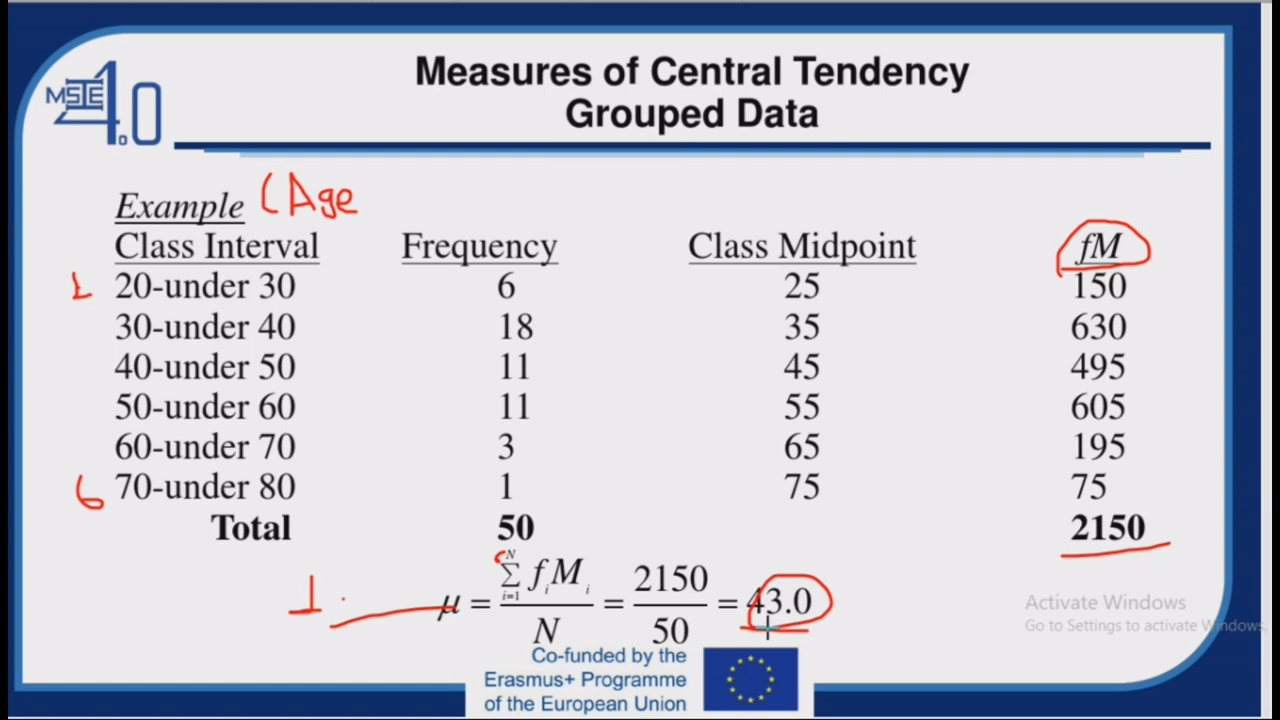 Measures of Central Tendency
Grouped Data
MSIE 4.0
Example (Age
Class Interval Frequency Class Midpoint fM
1 20-under 30 6 25 150
30-under 40 18 35 630
40-under 50 11 45 495
50-under 60 11 55 605
60-under 70 3 65 195
6 70-under 80 1 75 75
Total 50 2150
1. μ = N Σ i=1 f i M i / N = 2150 / 50 = 43.0
Activate Windows
Go to Settings to activate Windows.
Co-funded by the
Erasmus+ Programme
of the European Union